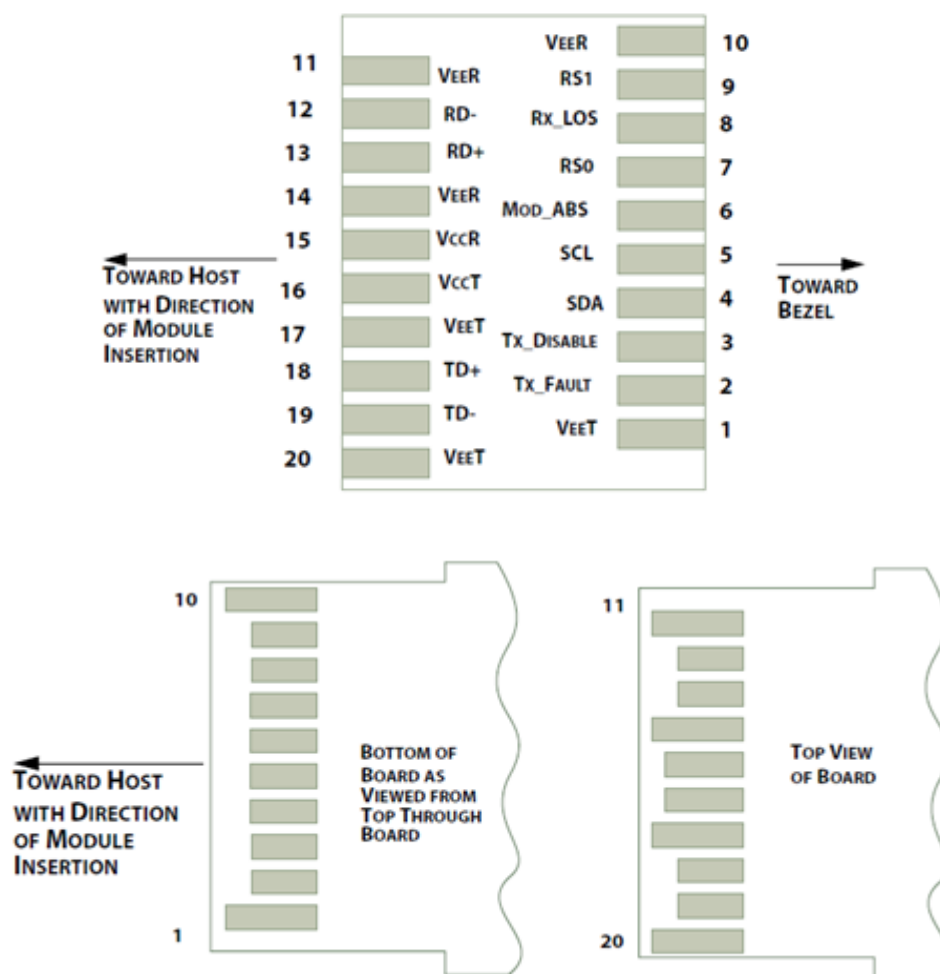 VEER 10
11 VEER
RS1 9
12 RD-
RX_LOS 8
13 RD+
RS0 7
14 VEER
MOD_ABS 6
15 VCCR
SCL 5
16 VCCT
SDA 4
17 VEET
TX_DISABLE 3
18 TD+
TX_FAULT 2
19 TD-
VEET 1
20 VEET
TOWARD HOST
WITH DIRECTION
OF MODULE
INSERTION
TOWARD
BEZEL
10
1
TOWARD HOST
WITH DIRECTION
OF MODULE
INSERTION
BOTTOM OF
BOARD AS
VIEWED FROM
TOP THROUGH
BOARD
11
20
TOP VIEW
OF BOARD